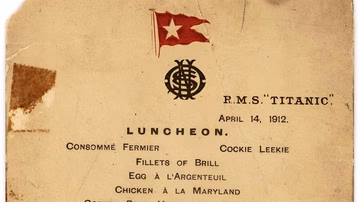 R.M.S. "TITANIC".
APRIL 14, 1912.
LUNCHEON.
CONSOMMÉ FERMIER COCKIE LEEKIE
FILLETS OF BRILL
EGG À L'ARGENTEUIL
CHICKEN À LA MARYLAND